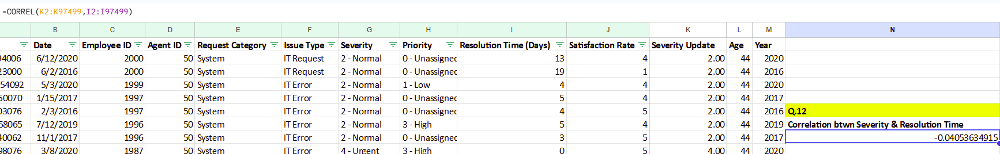 =CORREL(K2:K97499,I2:I97499)
B C D E F G H I J K L M N
Date Employee ID Agent ID Request Category Issue Type Severity Priority Resolution Time (Days) Satisfaction Rate Severity Update Age Year
94006 6/12/2020 2000 50 System IT Request 2 - Normal 0 - Unassigned 13 4 2.00 44 2020
23000 6/2/2016 2000 50 System IT Request 2 - Normal 0 - Unassigned 19 1 2.00 44 2016
54092 5/3/2020 1999 50 System IT Error 2 - Normal 1 - Low 4 4 2.00 44 2020
50070 1/15/2017 1997 50 System IT Error 2 - Normal 0 - Unassigned 5 4 2.00 44 2017
03076 2/3/2016 1997 50 System IT Error 2 - Normal 0 - Unassigned 4 5 2.00 44 2016 Q.12
58065 7/12/2019 1996 50 System IT Error 2 - Normal 3 - High 5 4 2.00 44 2019 Correlation btwn Severity & Resolution Time
40062 11/1/2017 1996 50 System IT Error 2 - Normal 0 - Unassigned 3 5 2.00 44 2017 -0.04053634915
98076 3/8/2020 1987 50 System IT Error 4 - Urgent 3 - High 0 5 4.00 44 2020